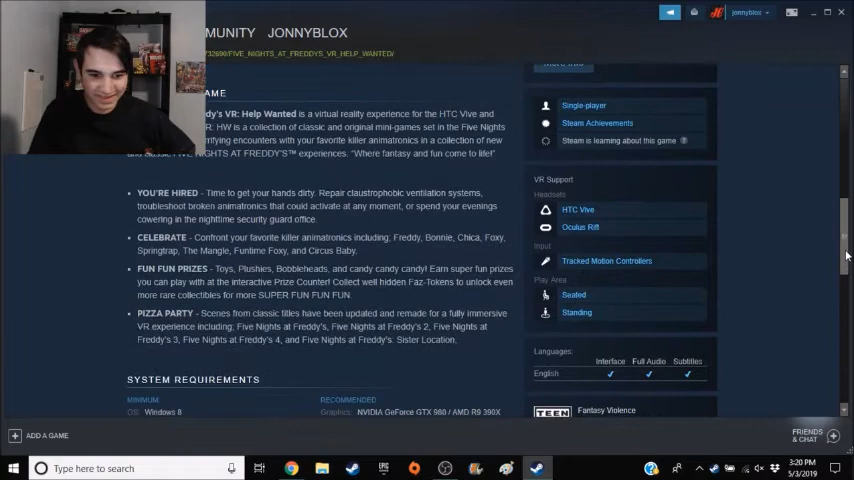 MUNITY JONNYBLOX
jonnyblox
/32690/FIVE_NIGHTS_AT_FREDDYS_VR_HELP_WANTED/
AME
dy's VR: Help Wanted is a virtual reality experience for the HTC Vive and
R: HW is a collection of classic and original mini-games set in the Five Nights
rrifying encounters with your favorite killer animatronics in a collection of new
and classic FIVE NIGHTS AT FREDDY'S™ experiences. "Where fantasy and fun come to life!"
• YOU'RE HIRED - Time to get your hands dirty. Repair claustrophobic ventilation systems,
troubleshoot broken animatronics that could activate at any moment, or spend your evenings
cowering in the nighttime security guard office.
• CELEBRATE - Confront your favorite killer animatronics including; Freddy, Bonnie, Chica, Foxy,
Springtrap, The Mangle, Funtime Foxy, and Circus Baby.
• FUN FUN PRIZES - Toys, Plushies, Bobbleheads, and candy candy candy! Earn super fun prizes
you can play with at the interactive Prize Counter! Collect well hidden Faz-Tokens to unlock even
more rare collectibles for more SUPER FUN FUN FUN.
• PIZZA PARTY - Scenes from classic titles have been updated and remade for a fully immersive
VR experience including; Five Nights at Freddy's, Five Nights at Freddy's 2, Five Nights at
Freddy's 3, Five Nights at Freddy's 4, and Five Nights at Freddy's: Sister Location.
SYSTEM REQUIREMENTS
MINIMUM:
OS: Windows 8
RECOMMENDED
Graphics: NVIDIA GeForce GTX 980 / AMD R9 390X
Single-player
Steam Achievements
Steam is learning about this game ?
VR Support
Headsets
HTC Vive
Oculus Rift
Input
Tracked Motion Controllers
Play Area
Seated
Standing
Languages:
Interface Full Audio Subtitles
English ✔ ✔ ✔
TEEN Fantasy Violence
+ ADD A GAME
FRIENDS
& CHAT +
Type here to search
EPIC
3:20 PM
5/3/2019